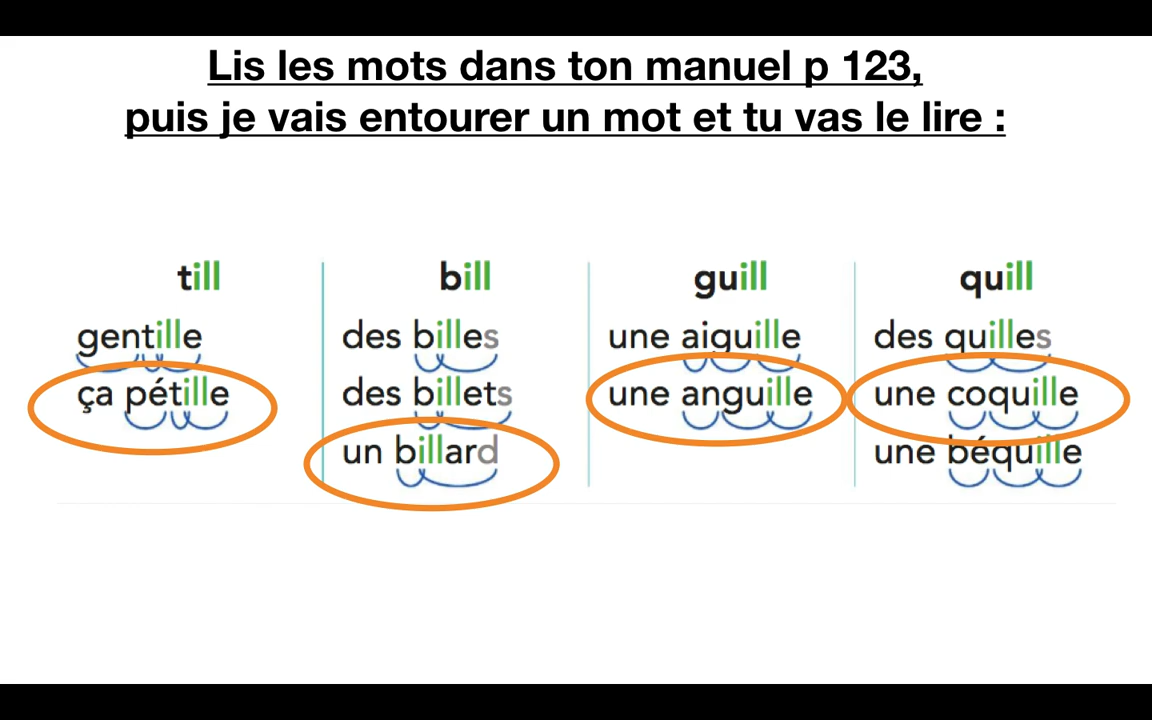 Lis les mots dans ton manuel p 123,
puis je vais entourer un mot et tu vas le lire :
till
gentille
ça pétille
bill
des billes
des billets
un billard
guill
une aiguille
une anguille
quill
des quilles
une coquille
une béquille